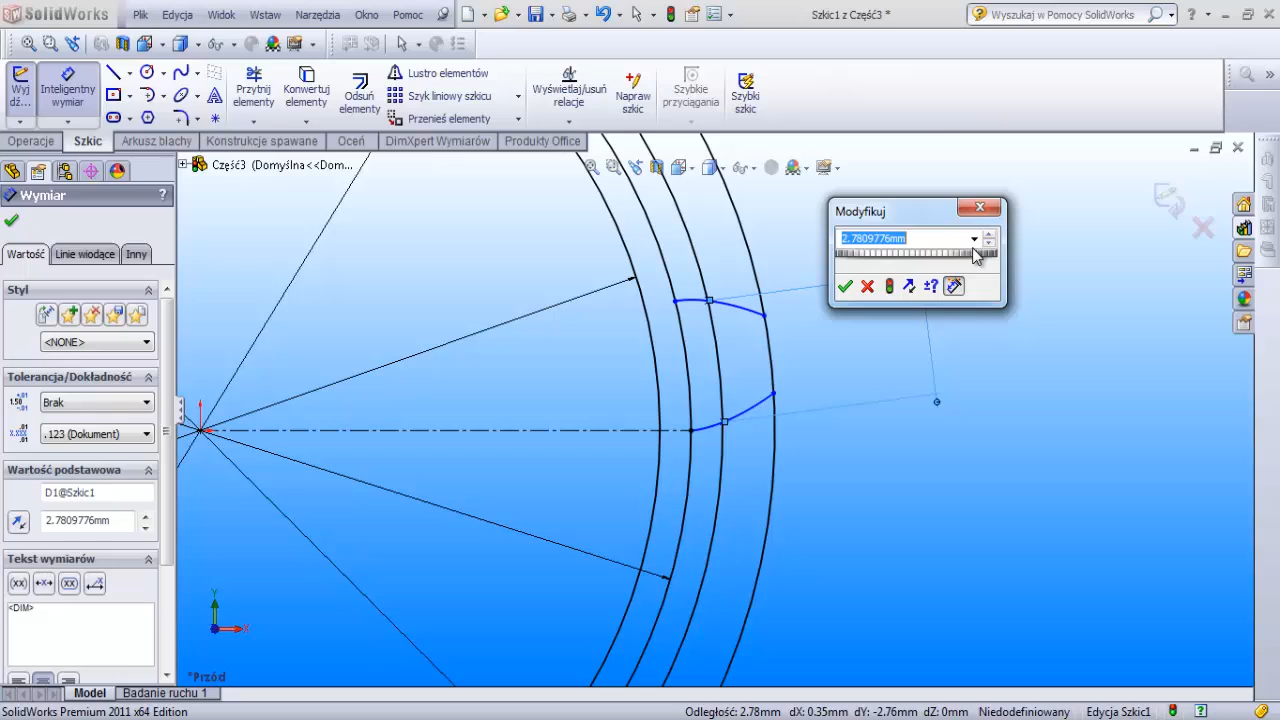 SolidWorks Plik Edycja Widok Wstaw Narzędzia Okno Pomoc Szkic1 z Część3 * Wyszukaj w Pomocy SolidWorks
Wyj dź...
Inteligentny wymiar
Przytnij elementy
Konwertuj elementy
Odsuń elementy
Lustro elementów
Szyk liniowy szkicu
Przenieś elementy
Wyświetlaj/usuń relacje
Napraw szkic
Szybkie przyciągania
Szybki szkic
Operacje Szkic Arkusz blachy Konstrukcje spawane Oceń DimXpert Wymiarów Produkty Office
Część3 (Domyślna<<Dom...
Wymiar ?
Wartość Linie wiodące Inny
Styl
<NONE>
Tolerancja/Dokładność
Brak
.123 (Dokument)
Wartość podstawowa
D1@Szkic1
2.7809776mm
Tekst wymiarów
<DIM>
Modyfikuj
2.7809776mm
±?
Y
X
*Przód
Model Badanie ruchu 1
SolidWorks Premium 2011 x64 Edition Odległość: 2.78mm dX: 0.35mm dY: -2.76mm dZ: 0mm Niedodefiniowany Edycja Szkic1